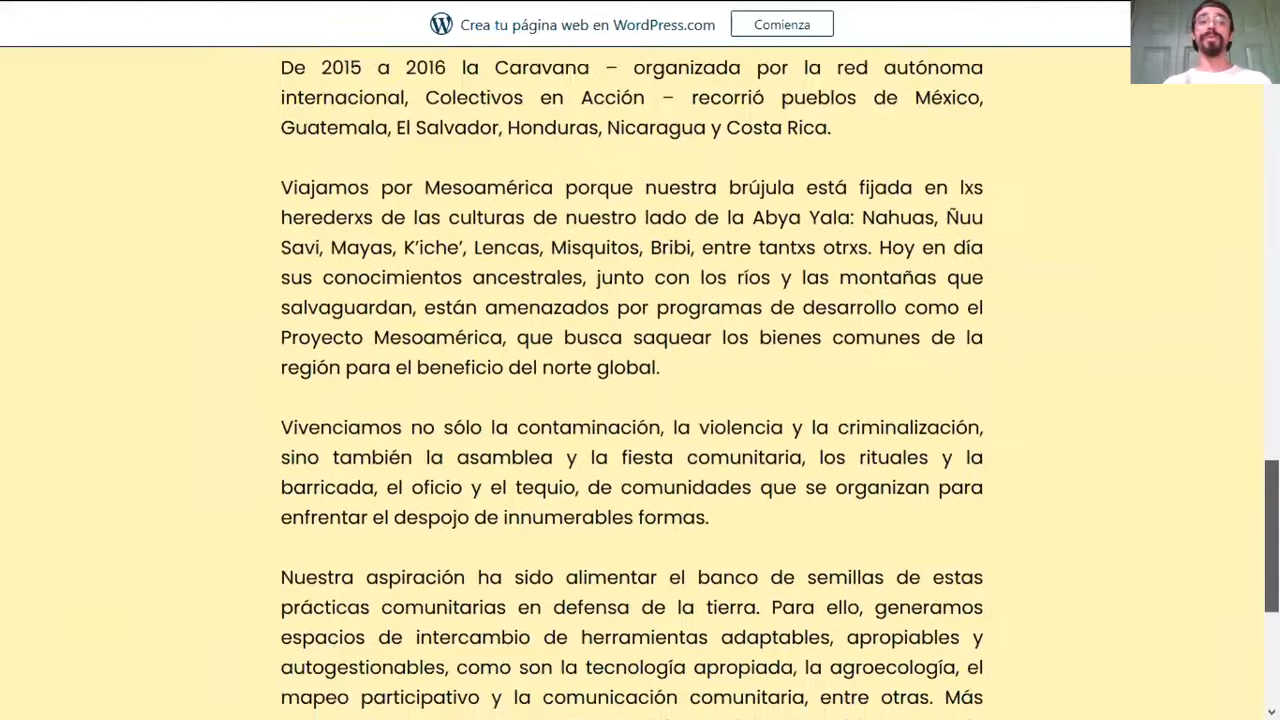 Crea tu página web en WordPress.com
Comienza
De 2015 a 2016 la Caravana – organizada por la red autónoma
internacional, Colectivos en Acción – recorrió pueblos de México,
Guatemala, El Salvador, Honduras, Nicaragua y Costa Rica.
Viajamos por Mesoamérica porque nuestra brújula está fijada en lxs
herederxs de las culturas de nuestro lado de la Abya Yala: Nahuas, Ñuu
Savi, Mayas, K’iche’, Lencas, Misquitos, Bribi, entre tantxs otrxs. Hoy en día
sus conocimientos ancestrales, junto con los ríos y las montañas que
salvaguardan, están amenazados por programas de desarrollo como el
Proyecto Mesoamérica, que busca saquear los bienes comunes de la
región para el beneficio del norte global.
Vivenciamos no sólo la contaminación, la violencia y la criminalización,
sino también la asamblea y la fiesta comunitaria, los rituales y la
barricada, el oficio y el tequio, de comunidades que se organizan para
enfrentar el despojo de innumerables formas.
Nuestra aspiración ha sido alimentar el banco de semillas de estas
prácticas comunitarias en defensa de la tierra. Para ello, generamos
espacios de intercambio de herramientas adaptables, apropiables y
autogestionables, como son la tecnología apropiada, la agroecología, el
mapeo participativo y la comunicación comunitaria, entre otras. Más